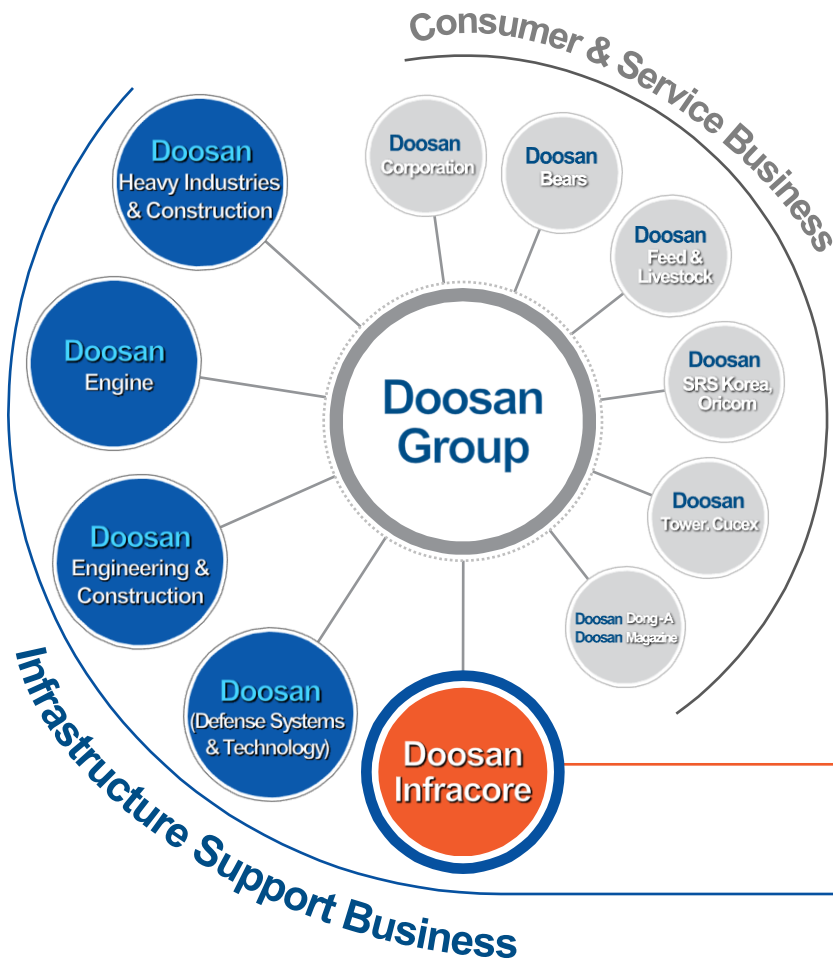 Consumer & Service Business
Doosan
Corporation
Doosan
Bears
Doosan
Feed &
Livestock
Doosan
SRS Korea,
Oricom
Doosan
Tower. Cucex
Doosan Dong-A
Doosan Magazine
Doosan
Group
Doosan
Heavy Industries
& Construction
Doosan
Engine
Doosan
Engineering &
Construction
Doosan
(Defense Systems
& Technology)
Doosan
Infracore
Infrastructure Support Business